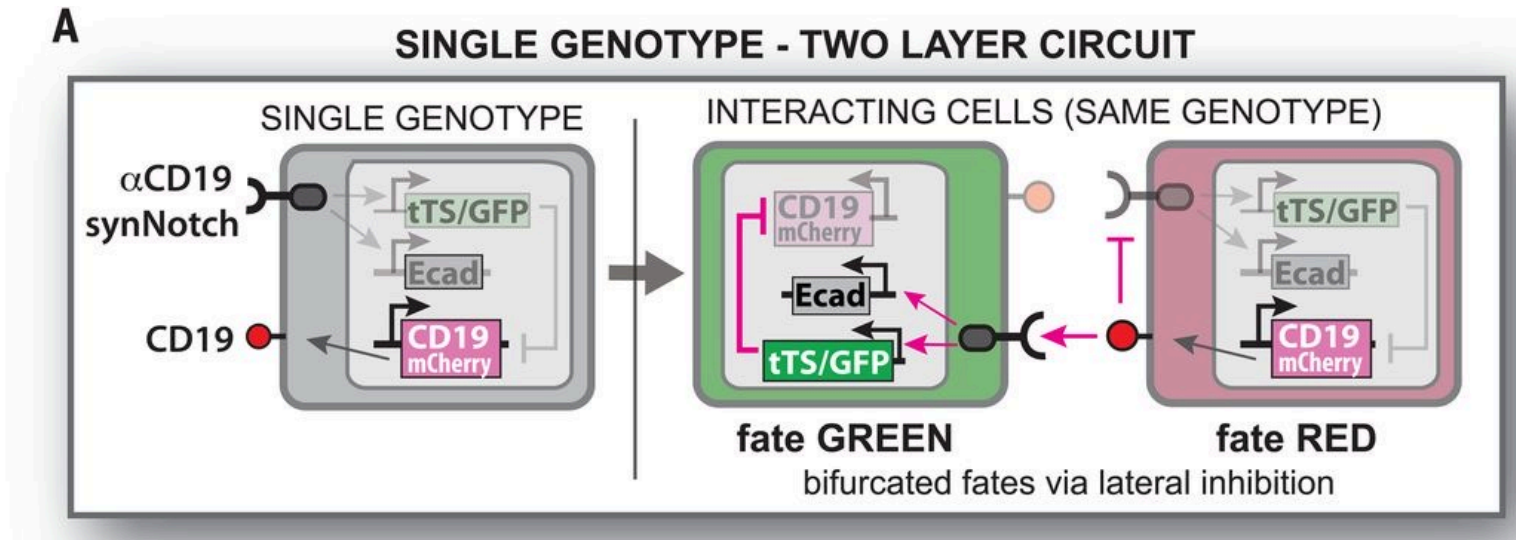 A
SINGLE GENOTYPE - TWO LAYER CIRCUIT
SINGLE GENOTYPE
αCD19
synNotch
tTS/GFP
Ecad
CD19
CD19
mCherry
INTERACTING CELLS (SAME GENOTYPE)
CD19
mCherry
Ecad
tTS/GFP
tTS/GFP
Ecad
CD19
mCherry
fate GREEN
fate RED
bifurcated fates via lateral inhibition